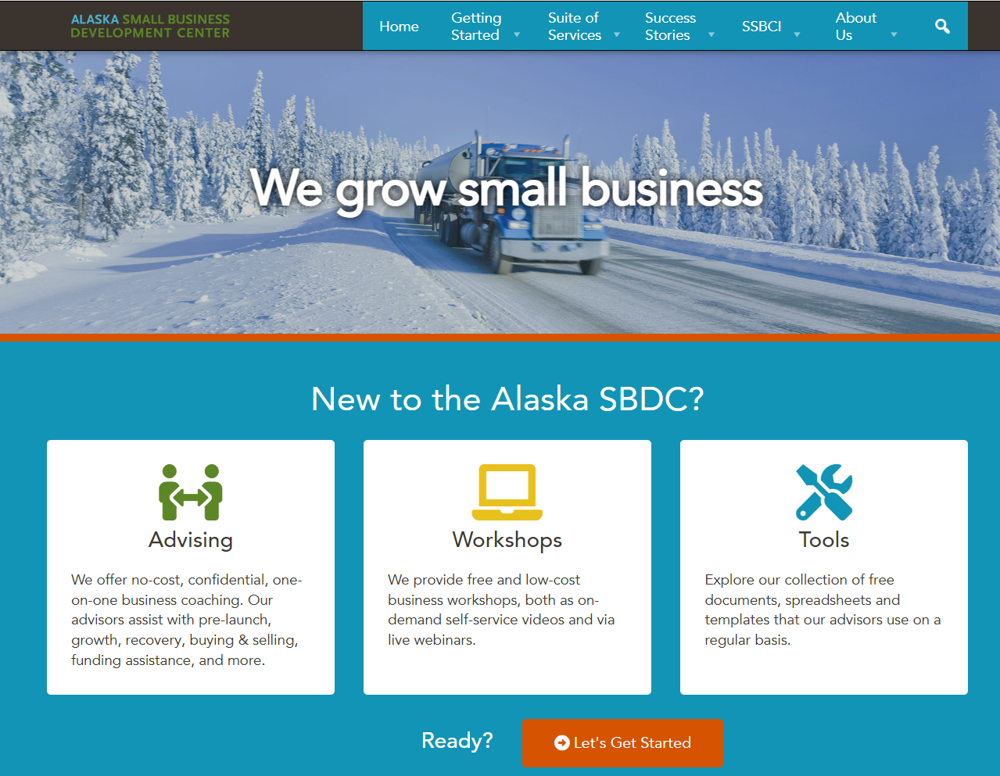 ALASKA SMALL BUSINESS
DEVELOPMENT CENTER
Home
Getting
Started
Suite of
Services
Success
Stories
SSBCI
About
Us
We grow small business
New to the Alaska SBDC?
Advising
We offer no-cost, confidential, one-
on-one business coaching. Our
advisors assist with pre-launch,
growth, recovery, buying & selling,
funding assistance, and more.
Workshops
We provide free and low-cost
business workshops, both as on-
demand self-service videos and via
live webinars.
Tools
Explore our collection of free
documents, spreadsheets and
templates that our advisors use on a
regular basis.
Ready?
Let's Get Started